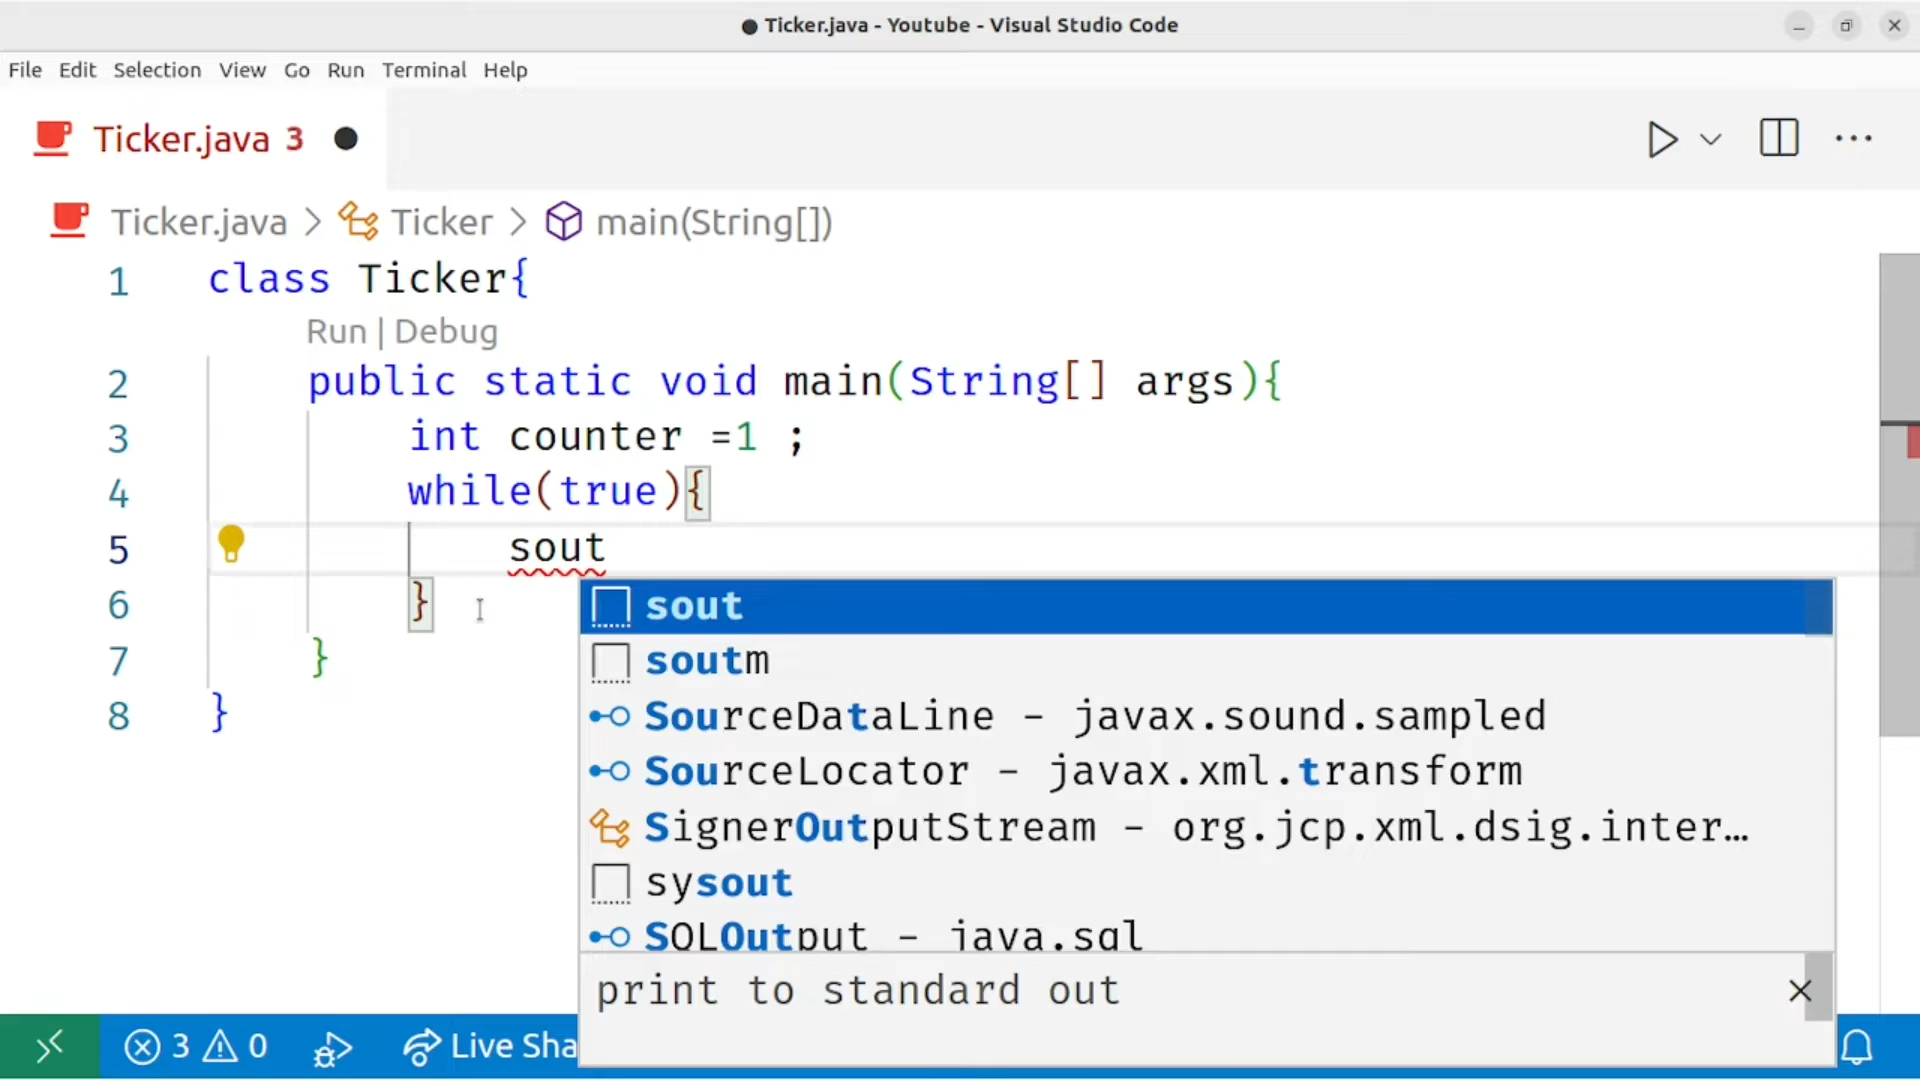 Ticker.java - Youtube - Visual Studio Code
File Edit Selection View Go Run Terminal Help
Ticker.java 3
Ticker.java > Ticker > main(String[])
1 class Ticker{
Run | Debug
2 public static void main(String[] args){
3 int counter =1 ;
4 while(true){
5 sout
6 }
7 }
8 }
sout
soutm
SourceDataLine - javax.sound.sampled
SourceLocator - javax.xml.transform
SignerOutputStream - org.jcp.xml.dsig.inter…
sysout
SQLOutput - java.sql
print to standard out
3 0 Live Sha